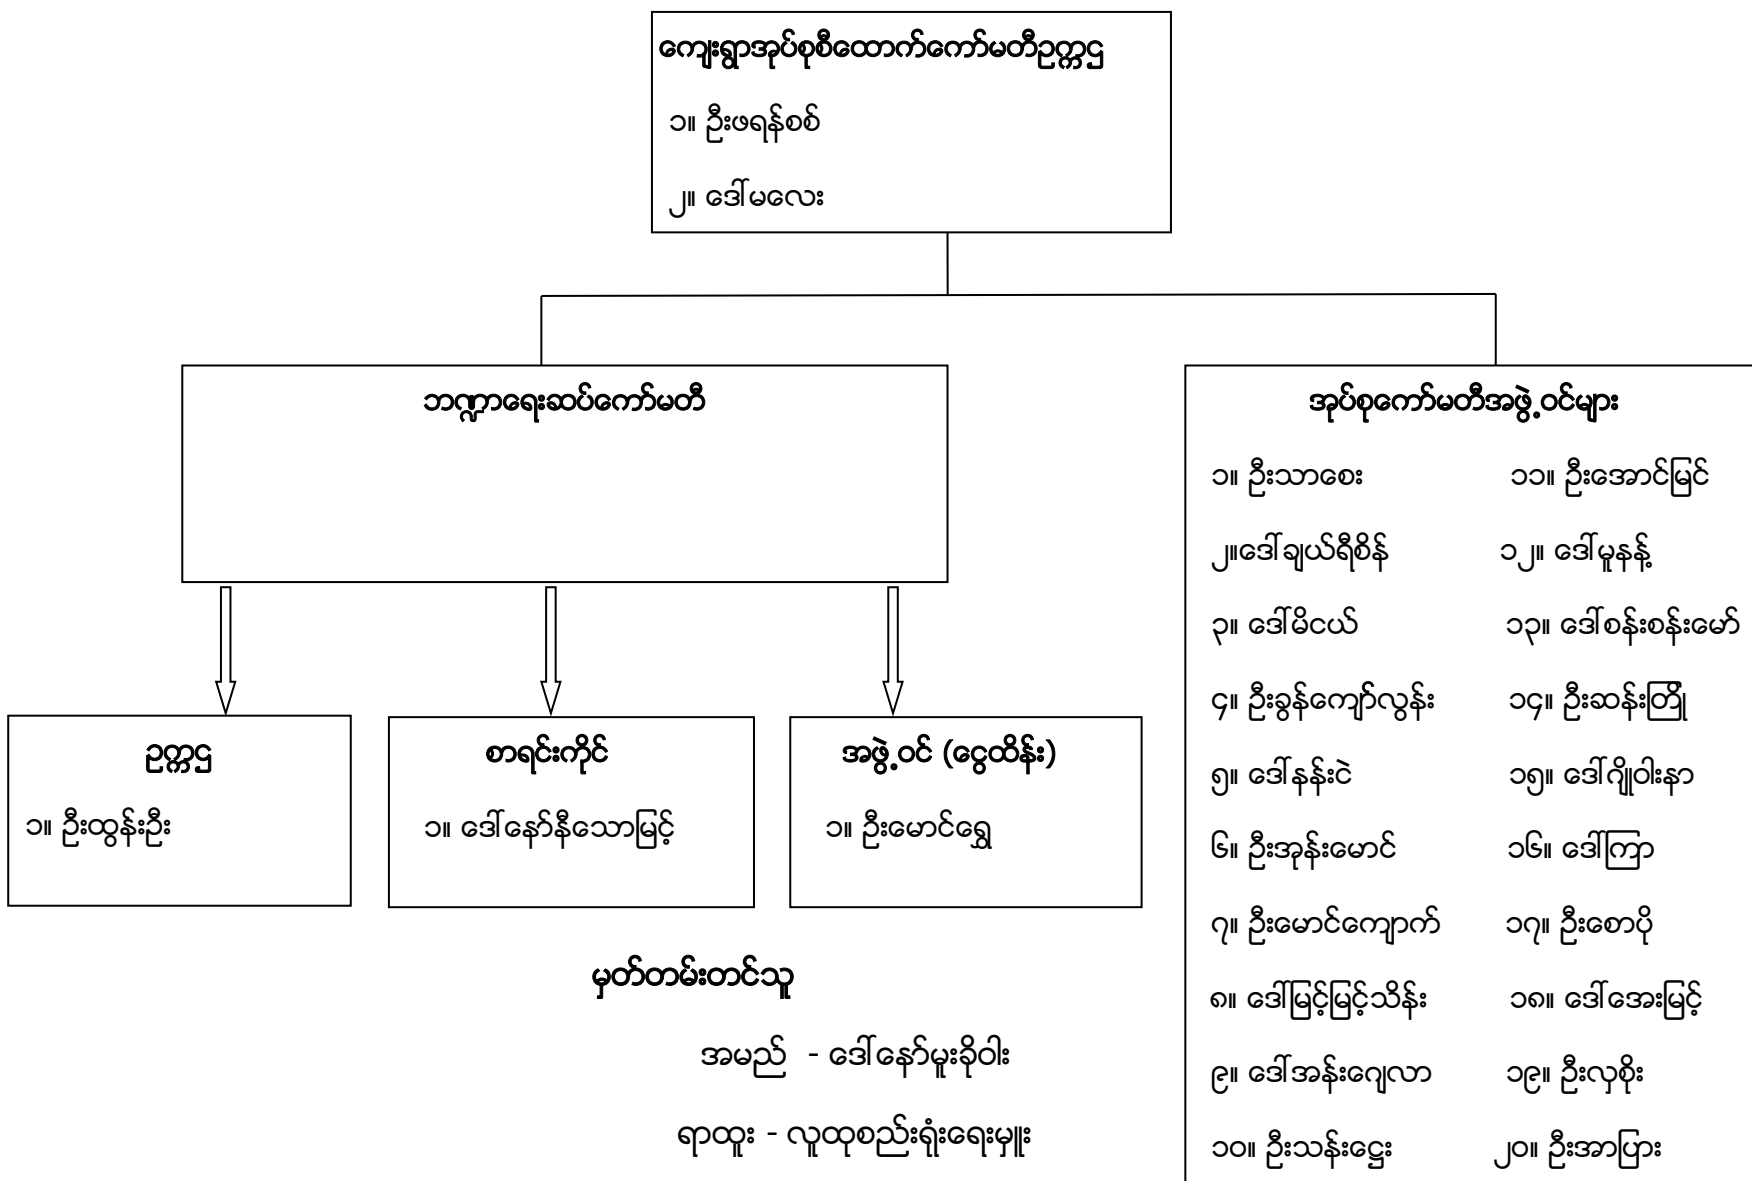 ကျေးရွာအုပ်စုစီထောက်ကော်မတီဥက္ကဌ
၁။ ဦးဖရန်စစ်
၂။ ဒေါ်မလေး
ဘဏ္ဍာရေးဆပ်ကော်မတီ
ဥက္ကဌ
၁။ ဦးထွန်းဦး
စာရင်းကိုင်
၁။ ဒေါ်နော်နီသောမြင့်
အဖွဲ့ဝင် (ငွေထိန်း)
၁။ ဦးမောင်ရွှေ
မှတ်တမ်းတင်သူ
အမည် - ဒေါ်နော်မူးခိုဝါး
ရာထူး - လူထုစည်းရုံးရေးမှူး
အုပ်စုကော်မတီအဖွဲ့ဝင်များ
၁။ ဦးသာစေး ၁၁။ ဦးအောင်မြင်
၂။ဒေါ်ချယ်ရီစိန် ၁၂။ ဒေါ်မူနန့်
၃။ ဒေါ်မိငယ် ၁၃။ ဒေါ်စန်းစန်းမော်
၄။ ဦးခွန်ကျော်လွန်း ၁၄။ ဦးဆန်းတြို
၅။ ဒေါ်နန်းငဲ ၁၅။ ဒေါ်ဂျိုဝါးနာ
၆။ ဦးအုန်းမောင် ၁၆။ ဒေါ်ကြာ
၇။ ဦးမောင်ကျောက် ၁၇။ ဦးစောပို
၈။ ဒေါ်မြင့်မြင့်သိန်း ၁၈။ ဒေါ်အေးမြင့်
၉။ ဒေါ်အန်းဂျေလာ ၁၉။ ဦးလှစိုး
၁၀။ ဦးသန်းဋ္ဌေး ၂၀။ ဦးအာပြား